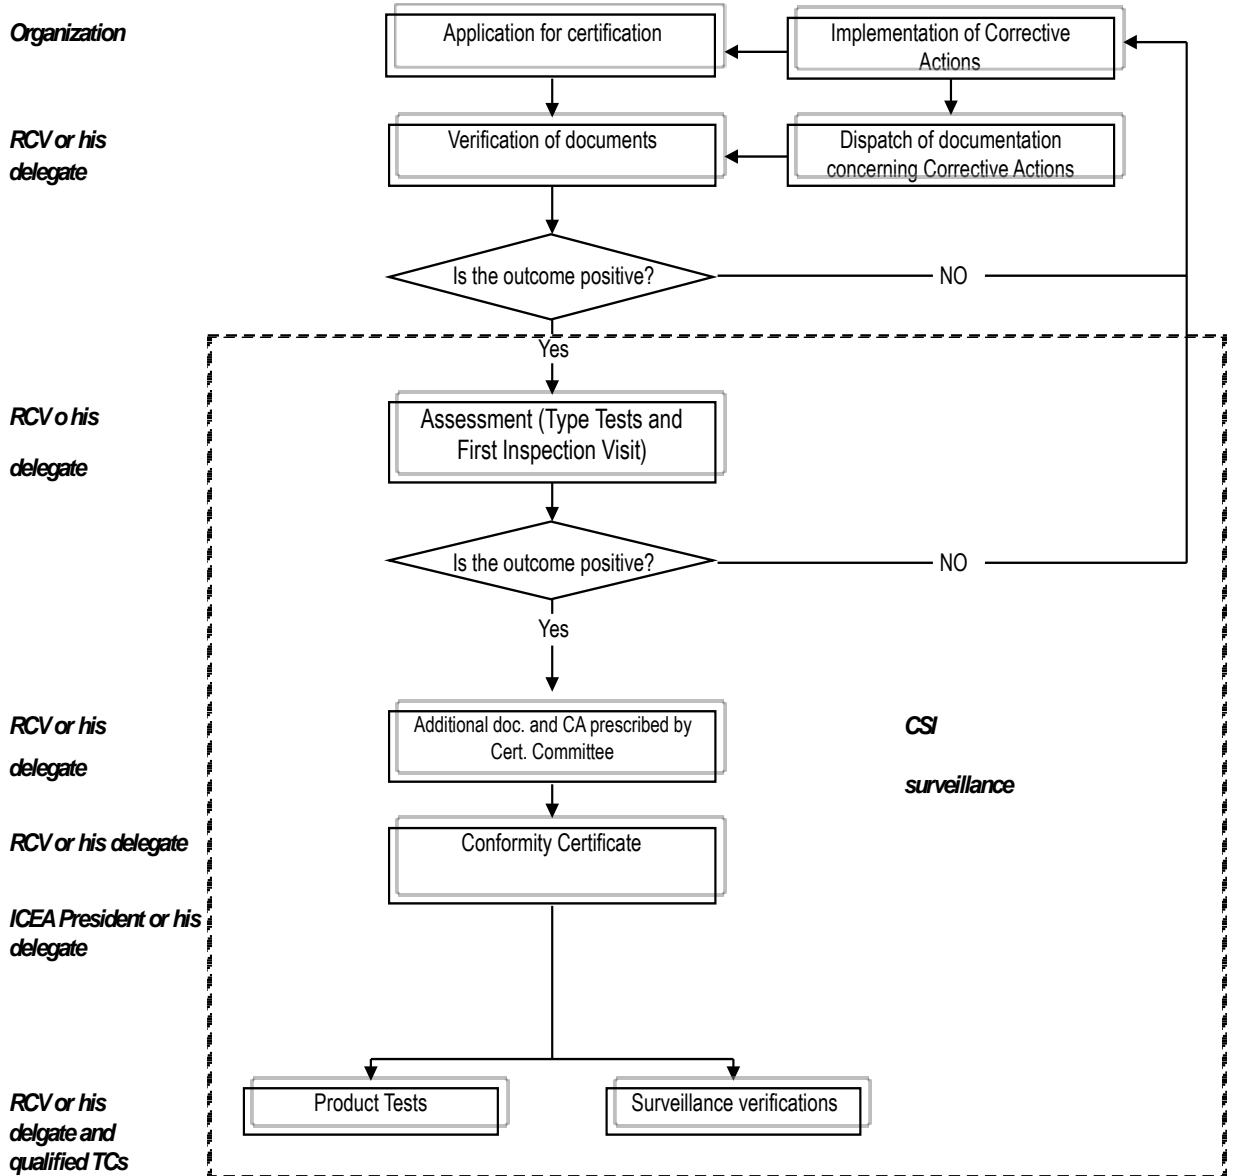 Organization
Application for certification
Implementation of Corrective
Actions
RCV or his
delegate
Verification of documents
Dispatch of documentation
concerning Corrective Actions
Is the outcome positive?
NO
Yes
RCV o his
delegate
Assessment (Type Tests and
First Inspection Visit)
Is the outcome positive?
NO
Yes
RCV or his
delegate
Additional doc. and CA prescribed by
Cert. Committee
CSI
surveillance
RCV or his delegate
Conformity Certificate
ICEA President or his
delegate
RCV or his
delgate and
qualified TCs
Product Tests
Surveillance verifications